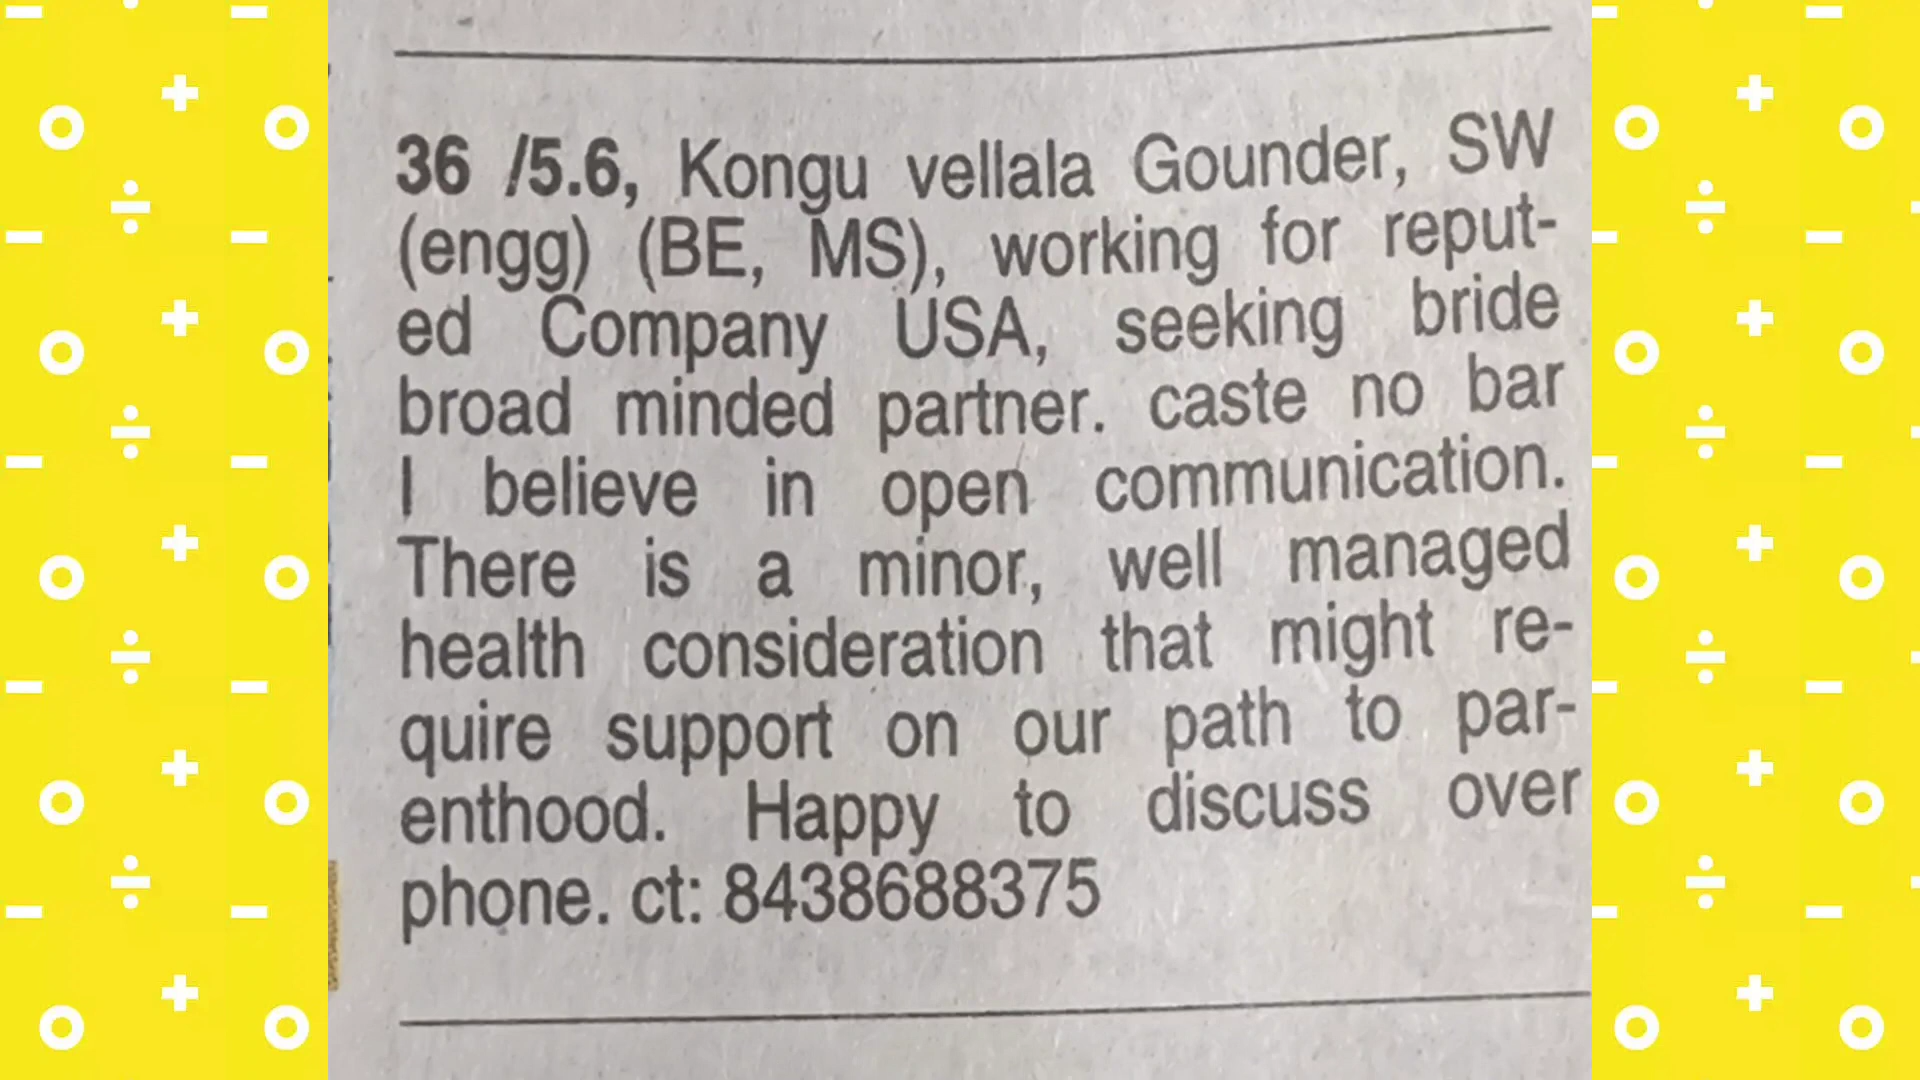 36 /5.6, Kongu vellala Gounder, SW
(engg) (BE, MS), working for reput-
ed Company USA, seeking bride
broad minded partner. caste no bar
I believe in open communication.
There is a minor, well managed
health consideration that might re-
quire support on our path to par-
enthood. Happy to discuss over
phone. ct: 8438688375